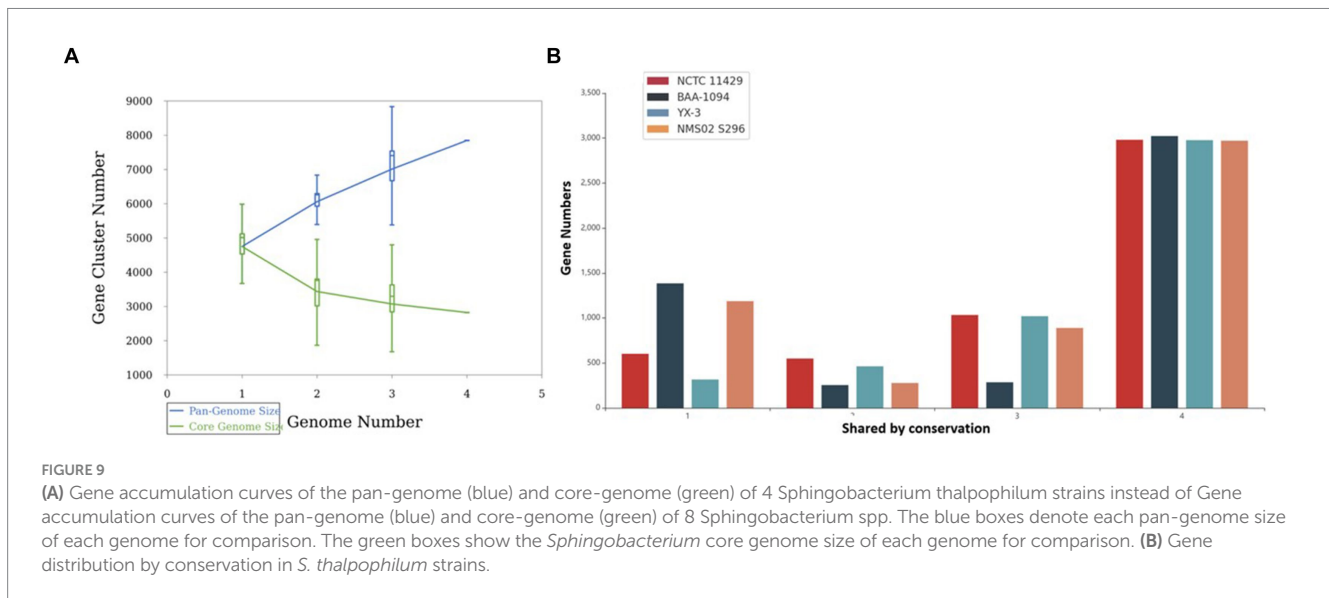 A
9000
8000
7000
6000
5000
4000
3000
2000
1000
Gene Cluster Number
0
1
2
3
4
5
Pan-Genome Size
Core Genome Size
Genome Number
B
NCTC 11429
BAA-1094
YX-3
NMS02 S296
3,500
3,000
2,500
2,000
1,500
1,000
500
0
Gene Numbers
1
2
3
4
Shared by conservation
FIGURE 9
(A) Gene accumulation curves of the pan-genome (blue) and core-genome (green) of 4 Sphingobacterium thalpophilum strains instead of Gene
accumulation curves of the pan-genome (blue) and core-genome (green) of 8 Sphingobacterium spp. The blue boxes denote each pan-genome size
of each genome for comparison. The green boxes show the Sphingobacterium core genome size of each genome for comparison. (B) Gene
distribution by conservation in S. thalpophilum strains.